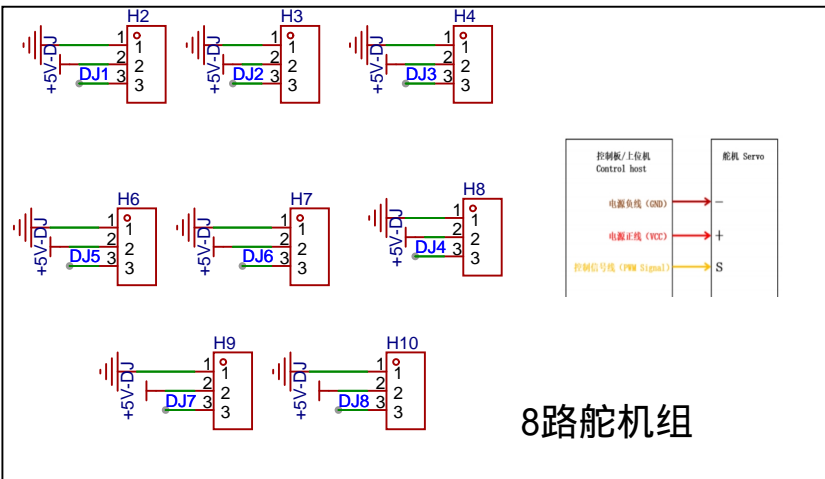 H2
1 1
2 2
3 3
+5V-DJ
DJ1
H3
1 1
2 2
3 3
+5V-DJ
DJ2
H4
1 1
2 2
3 3
+5V-DJ
DJ3
控制板/上位机
Control host
舵机 Servo
电源负线（GND）
−
电源正线（VCC）
+
控制信号线（PWM Signal）
S
H6
1 1
2 2
3 3
+5V-DJ
DJ5
H7
1 1
2 2
3 3
+5V-DJ
DJ6
H8
1 1
2 2
3 3
+5V-DJ
DJ4
H9
1 1
2 2
3 3
+5V-DJ
DJ7
H10
1 1
2 2
3 3
+5V-DJ
DJ8
8路舵机组